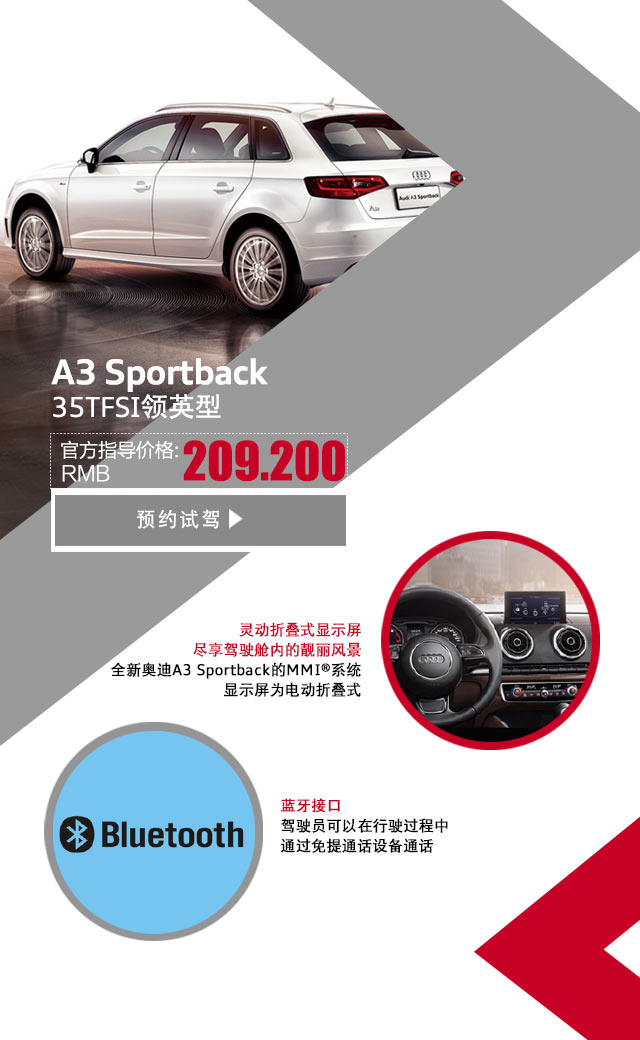 Audi A3 Sportback
A3 Sportback
35TFSI领英型
官方指导价格:
RMB
209.200
预约试驾
灵动折叠式显示屏
尽享驾驶舱内的靓丽风景
全新奥迪A3 Sportback的MMI®系统
显示屏为电动折叠式
Bluetooth
蓝牙接口
驾驶员可以在行驶过程中
通过免提通话设备通话